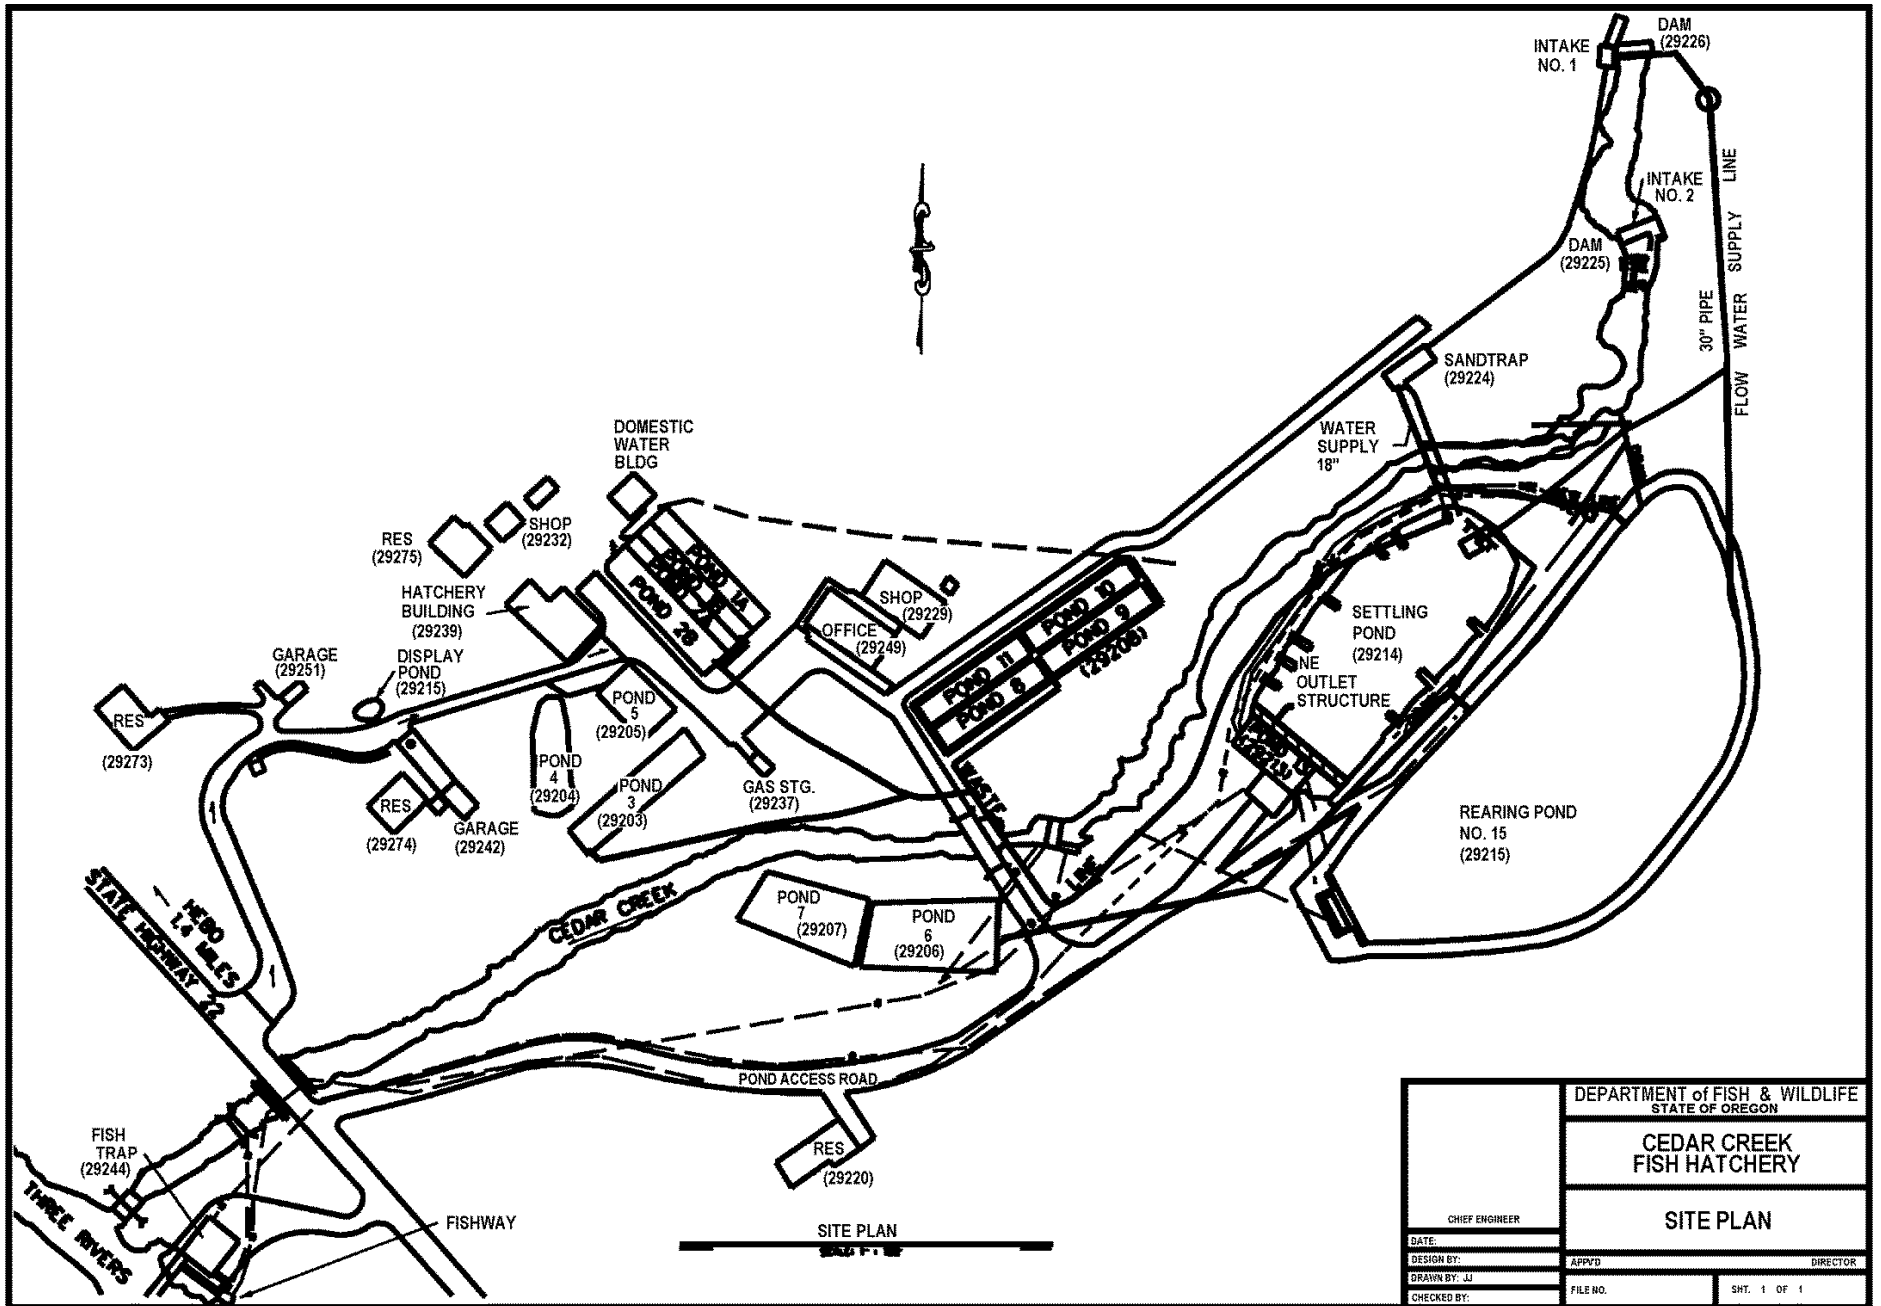 INTAKE
NO. 1
DAM
(29226)
INTAKE
NO. 2
DAM
(29225)
30" PIPE
FLOW WATER SUPPLY LINE
SANDTRAP
(29224)
WATER
SUPPLY
18"
DOMESTIC
WATER
BLDG
SHOP
(29232)
RES
(29275)
HATCHERY
BUILDING
(29239)
POND 1A
POND 2B
SHOP
(29229)
OFFICE
(29249)
POND 10
POND 9
POND 11
POND 8
(29208)
SETTLING
POND
(29214)
NE
OUTLET
STRUCTURE
GARAGE
(29251)
DISPLAY
POND
(29215)
RES
(29273)
POND
5
(29205)
POND
4
(29204)
POND
3
(29203)
GAS STG.
(29237)
RES
(29274)
GARAGE
(29242)
WASTE
LINE
REARING POND
NO. 15
(29215)
CEDAR CREEK
POND
7
(29207)
POND
6
(29206)
HEBO
1.4 MILES
STATE HIGHWAY 22
POND ACCESS ROAD
RES
(29220)
FISH
TRAP
(29244)
THREE RIVERS
FISHWAY
SITE PLAN
DEPARTMENT of FISH & WILDLIFE
STATE OF OREGON
CEDAR CREEK
FISH HATCHERY
SITE PLAN
CHIEF ENGINEER
DATE:
DESIGN BY:
DRAWN BY: JJ
CHECKED BY:
APPV'D
DIRECTOR
FILE NO.
SHT. 1 OF 1